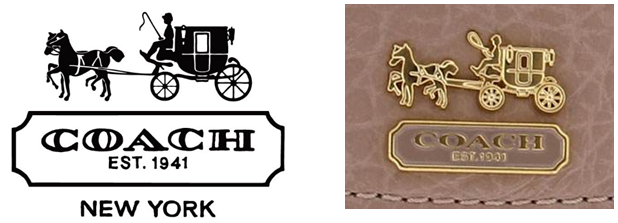 COACH
EST. 1941
NEW YORK
COACH
EST. 1941